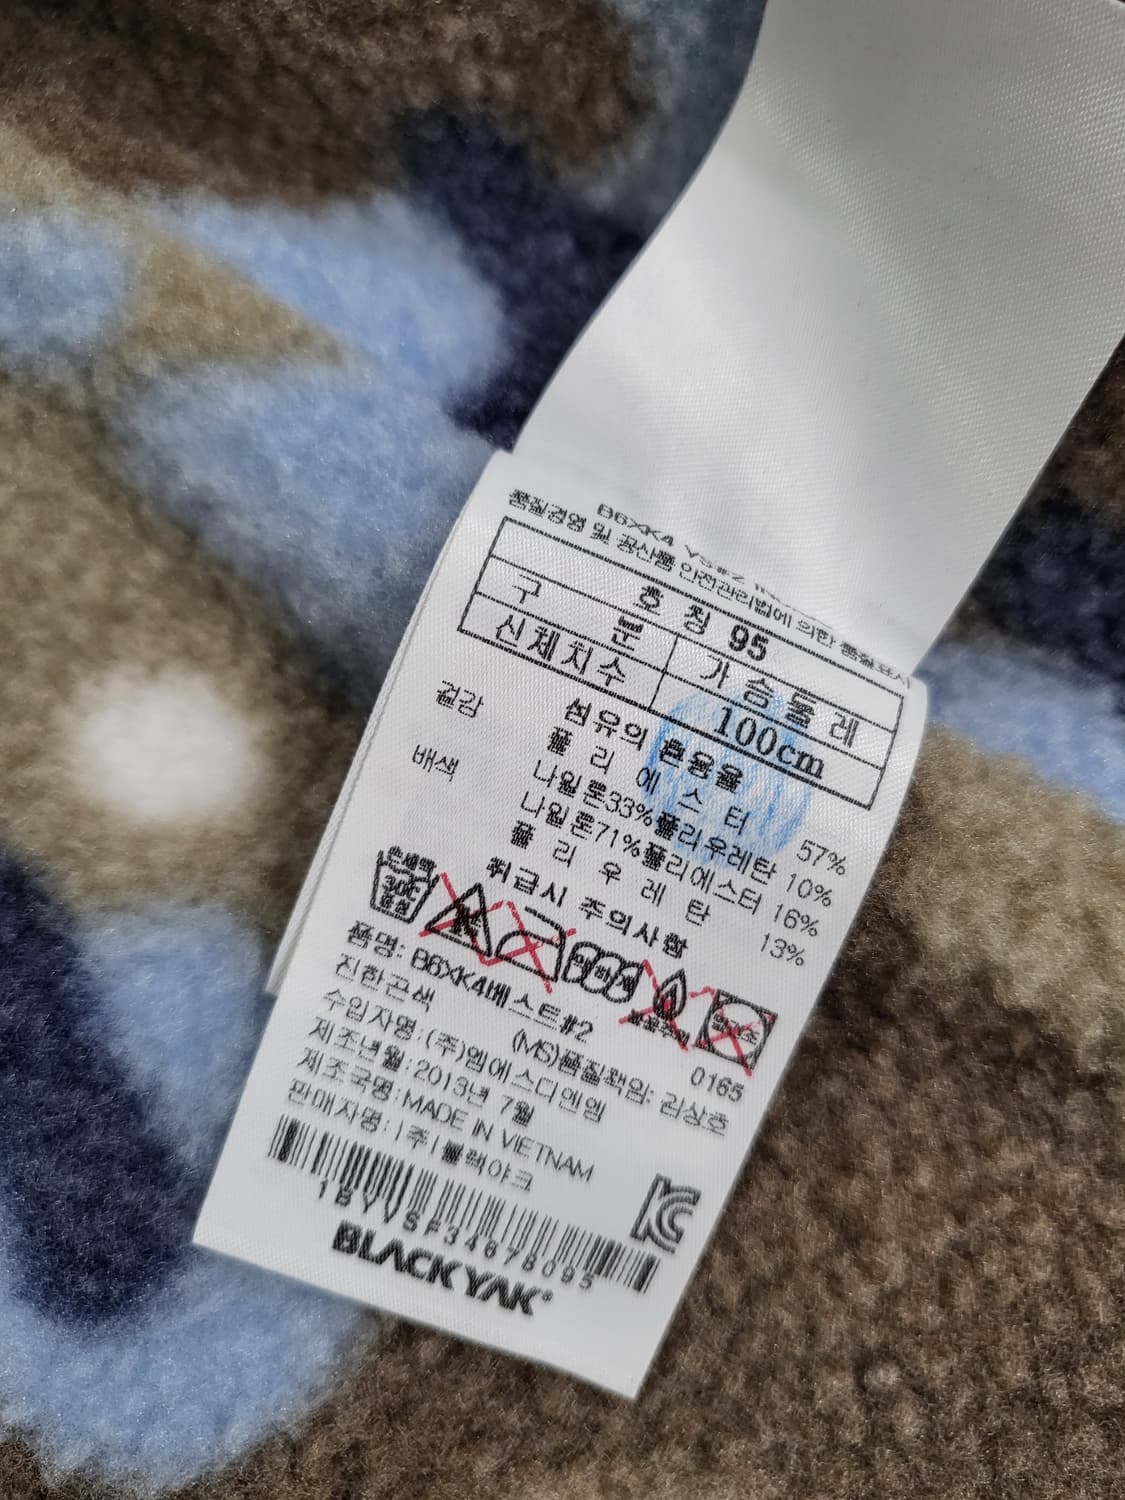 B6XK4
품질경영 및 공산품 안전관리법에 의한 품질표시
호 칭 95
구 분 가 슴 둘 레
신체치수 100cm
섬유의 혼용율
겉감 폴 리 에 스 터 57%
나일론33%폴리우레탄 10%
배색 나일론71%폴리에스터 16%
폴 리 우 레 탄 13%
취급시 주의사항
손세탁
30℃
중성
0165
품명: B6XK4베스트#2
진한곤색 (MS)품질책임: 김상호
수입자명:(주)엠에스디앤엠
제조년월:2013년 7월
제조국명:MADE IN VIETNAM
판매자명:(주)블랙야크
1BYVSF34678095
BLACKYAK®